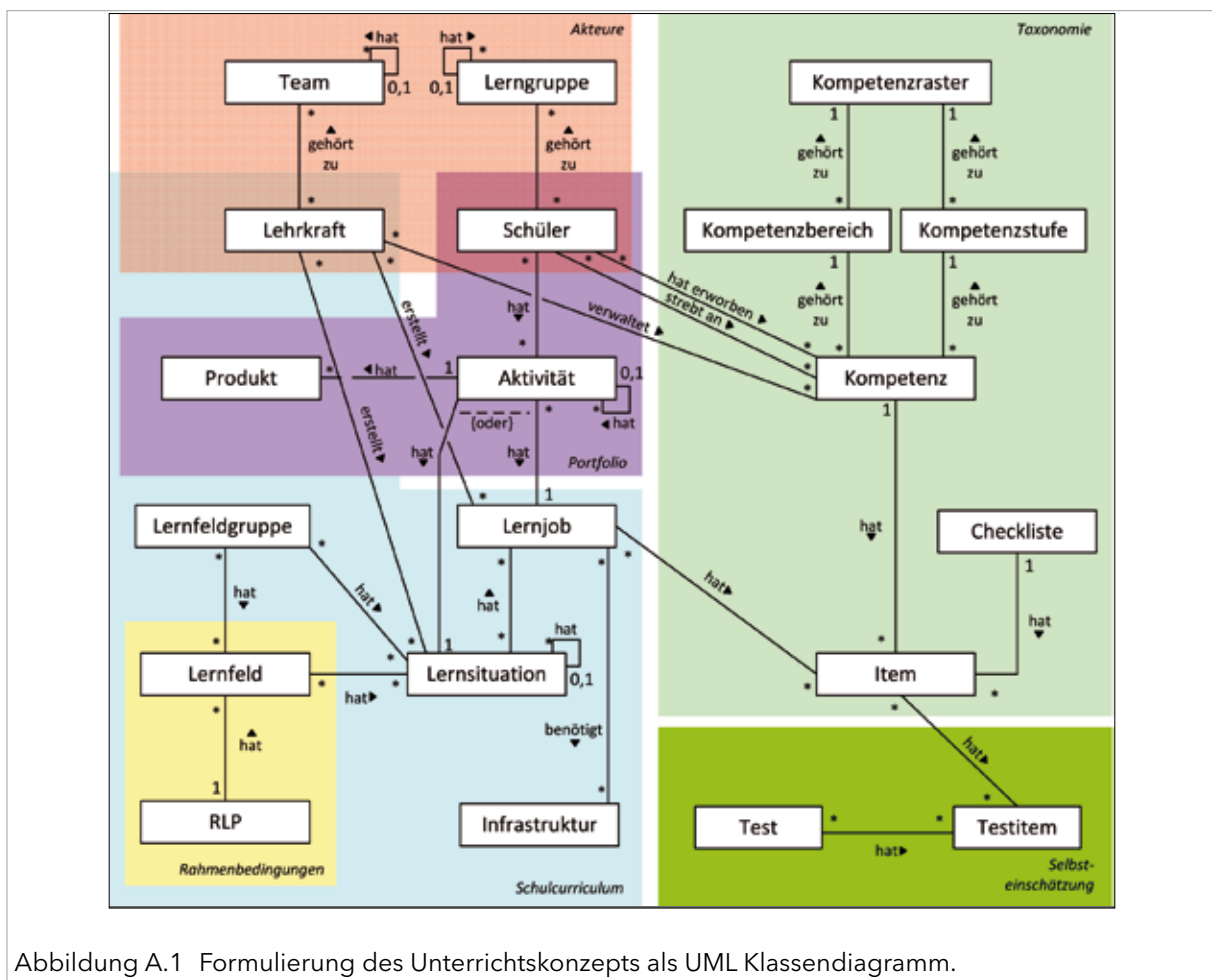 Akteure
Taxonomie
◄hat
*
0,1
Team
hat►
*
0,1
Lerngruppe
Kompetenzraster
*
▲
gehört
zu
*
*
▲
gehört
zu
*
1
▲
gehört
zu
*
1
▲
gehört
zu
*
Lehrkraft
Schüler
Kompetenzbereich
Kompetenzstufe
*
*
*
*
*
*
1
1
hat erworben ►
strebt an ►
verwaltet ►
erstellt ►
hat
▼
*
▲
gehört
zu
*
▲
gehört
zu
*
Produkt
*
◄hat
1
Aktivität
0,1
*
◄hat
*
*
*
Kompetenz
1
erstellt ►
{oder}
*
hat
▼
hat
▼
Portfolio
*
1
Lernfeldgruppe
Lernjob
Checkliste
*
*
*
*
*
1
hat
▼
hat►
▲
hat
hat►
hat
▼
hat
▼
*
*
*
1
*
*
hat
0,1
*
Lernfeld
*
hat►
*
Lernsituation
*
Item
*
*
*
▲
hat
1
benötigt
▼
*
hat►
*
RLP
Infrastruktur
Test
*
hat►
*
Testitem
Rahmenbedingungen
Schulcurriculum
Selbst-
einschätzung
Abbildung A.1 Formulierung des Unterrichtskonzepts als UML Klassendiagramm.